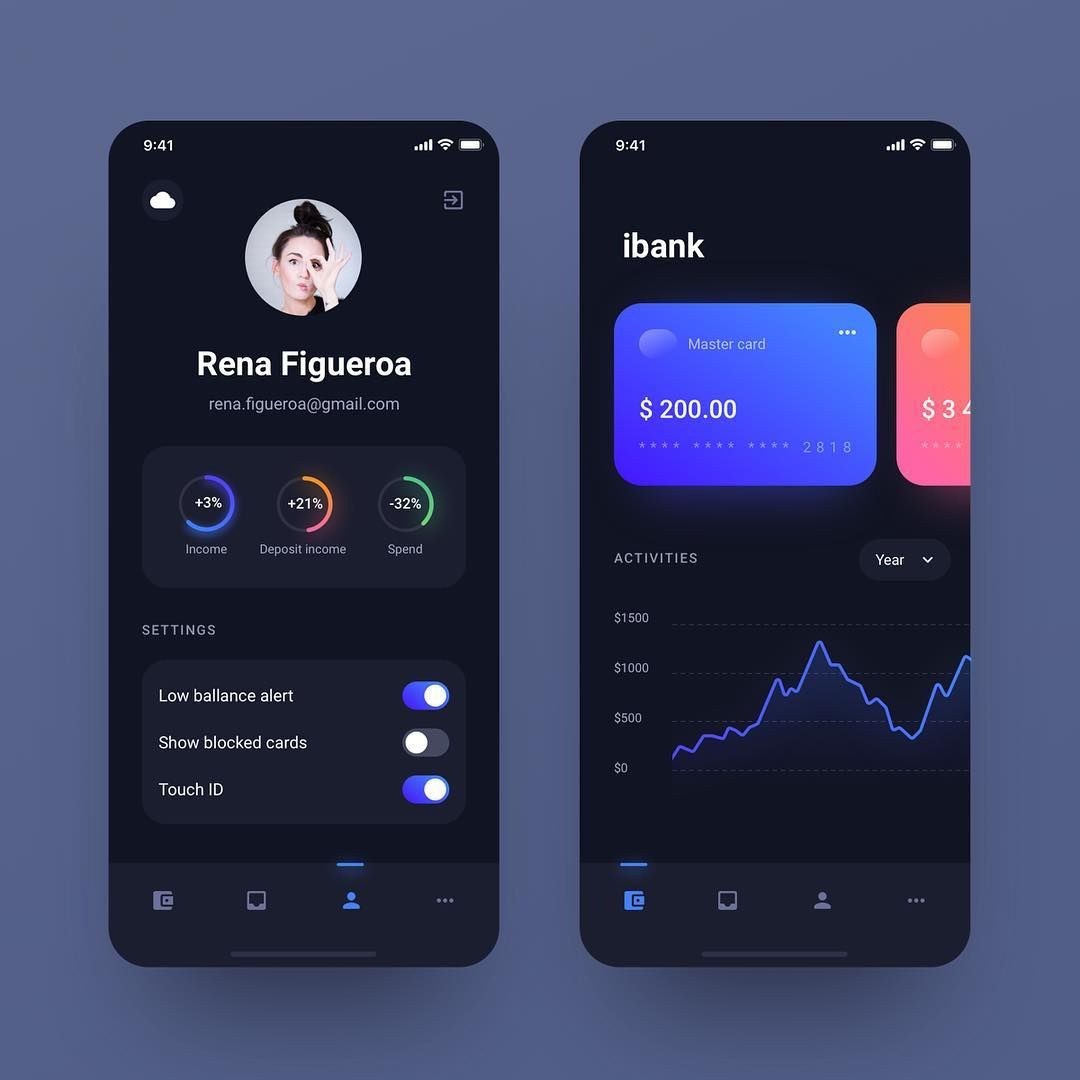 9:41
Rena Figueroa
rena.figueroa@gmail.com
+3%
+21%
-32%
Income
Deposit income
Spend
SETTINGS
Low ballance alert
Show blocked cards
Touch ID
9:41
ibank
Master card
$ 200.00
$ 3 4
**** **** **** 2818
****
ACTIVITIES
Year
$1500
$1000
$500
$0